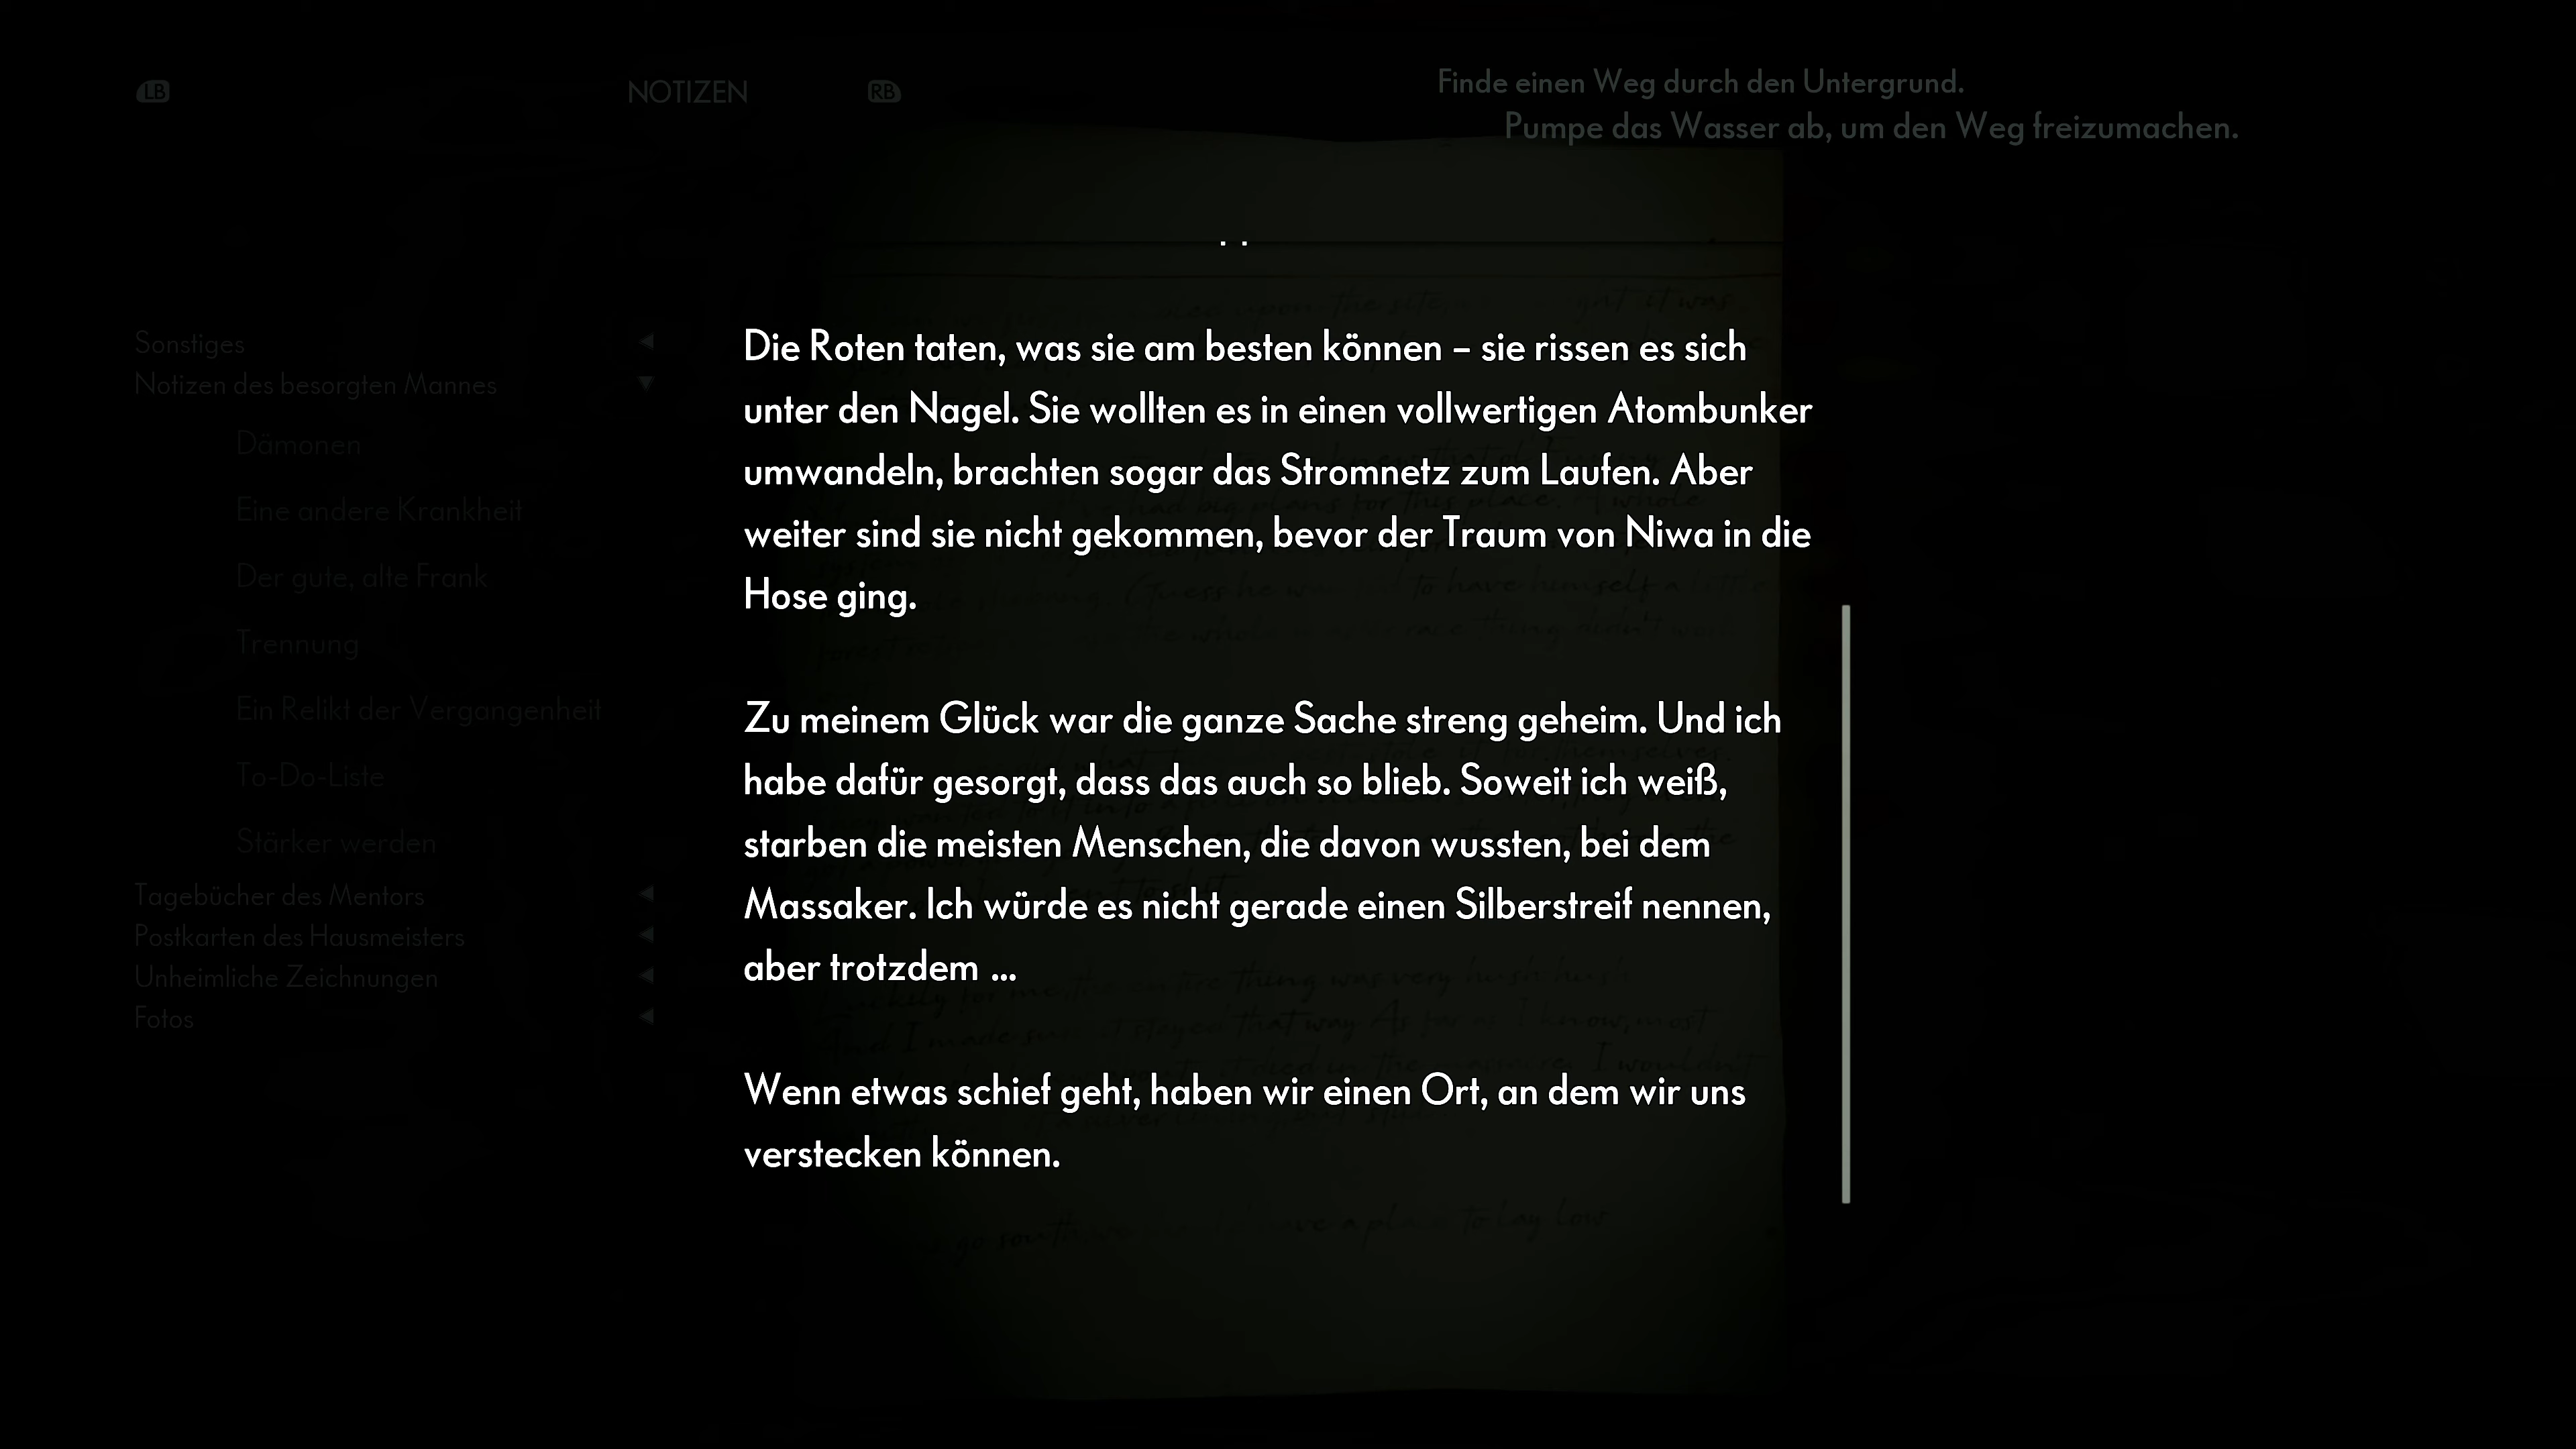 LB NOTIZEN RB
Finde einen Weg durch den Untergrund.
Pumpe das Wasser ab, um den Weg freizumachen.
Sonstiges
Notizen des besorgten Mannes
Dämonen
Eine andere Krankheit
Der gute, alte Frank
Trennung
Ein Relikt der Vergangenheit
To-Do-Liste
Stärker werden
Tagebücher des Mentors
Postkarten des Hausmeisters
Unheimliche Zeichnungen
Fotos
Die Roten taten, was sie am besten können – sie rissen es sich
unter den Nagel. Sie wollten es in einen vollwertigen Atombunker
umwandeln, brachten sogar das Stromnetz zum Laufen. Aber
weiter sind sie nicht gekommen, bevor der Traum von Niwa in die
Hose ging.
Zu meinem Glück war die ganze Sache streng geheim. Und ich
habe dafür gesorgt, dass das auch so blieb. Soweit ich weiß,
starben die meisten Menschen, die davon wussten, bei dem
Massaker. Ich würde es nicht gerade einen Silberstreif nennen,
aber trotzdem ...
Wenn etwas schief geht, haben wir einen Ort, an dem wir uns
verstecken können.